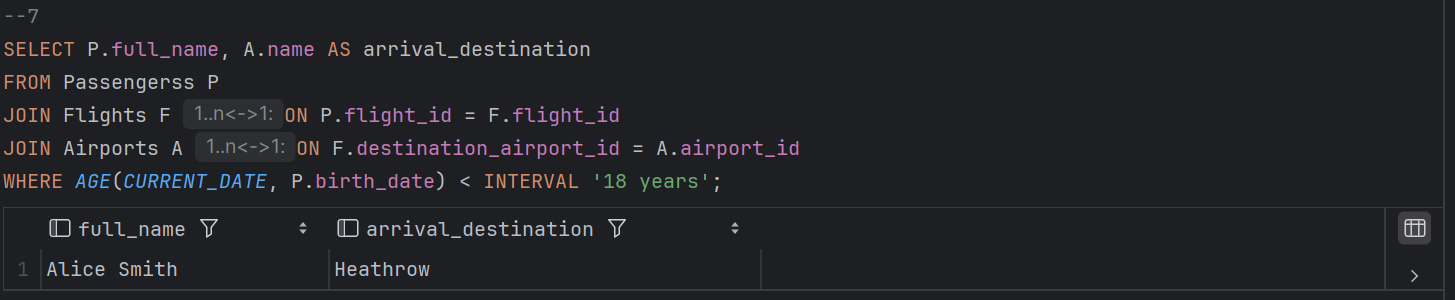 --7
SELECT P.full_name, A.name AS arrival_destination
FROM Passengerss P
JOIN Flights F 1..n<->1: ON P.flight_id = F.flight_id
JOIN Airports A 1..n<->1: ON F.destination_airport_id = A.airport_id
WHERE AGE(CURRENT_DATE, P.birth_date) < INTERVAL '18 years';
full_name arrival_destination
1 Alice Smith Heathrow